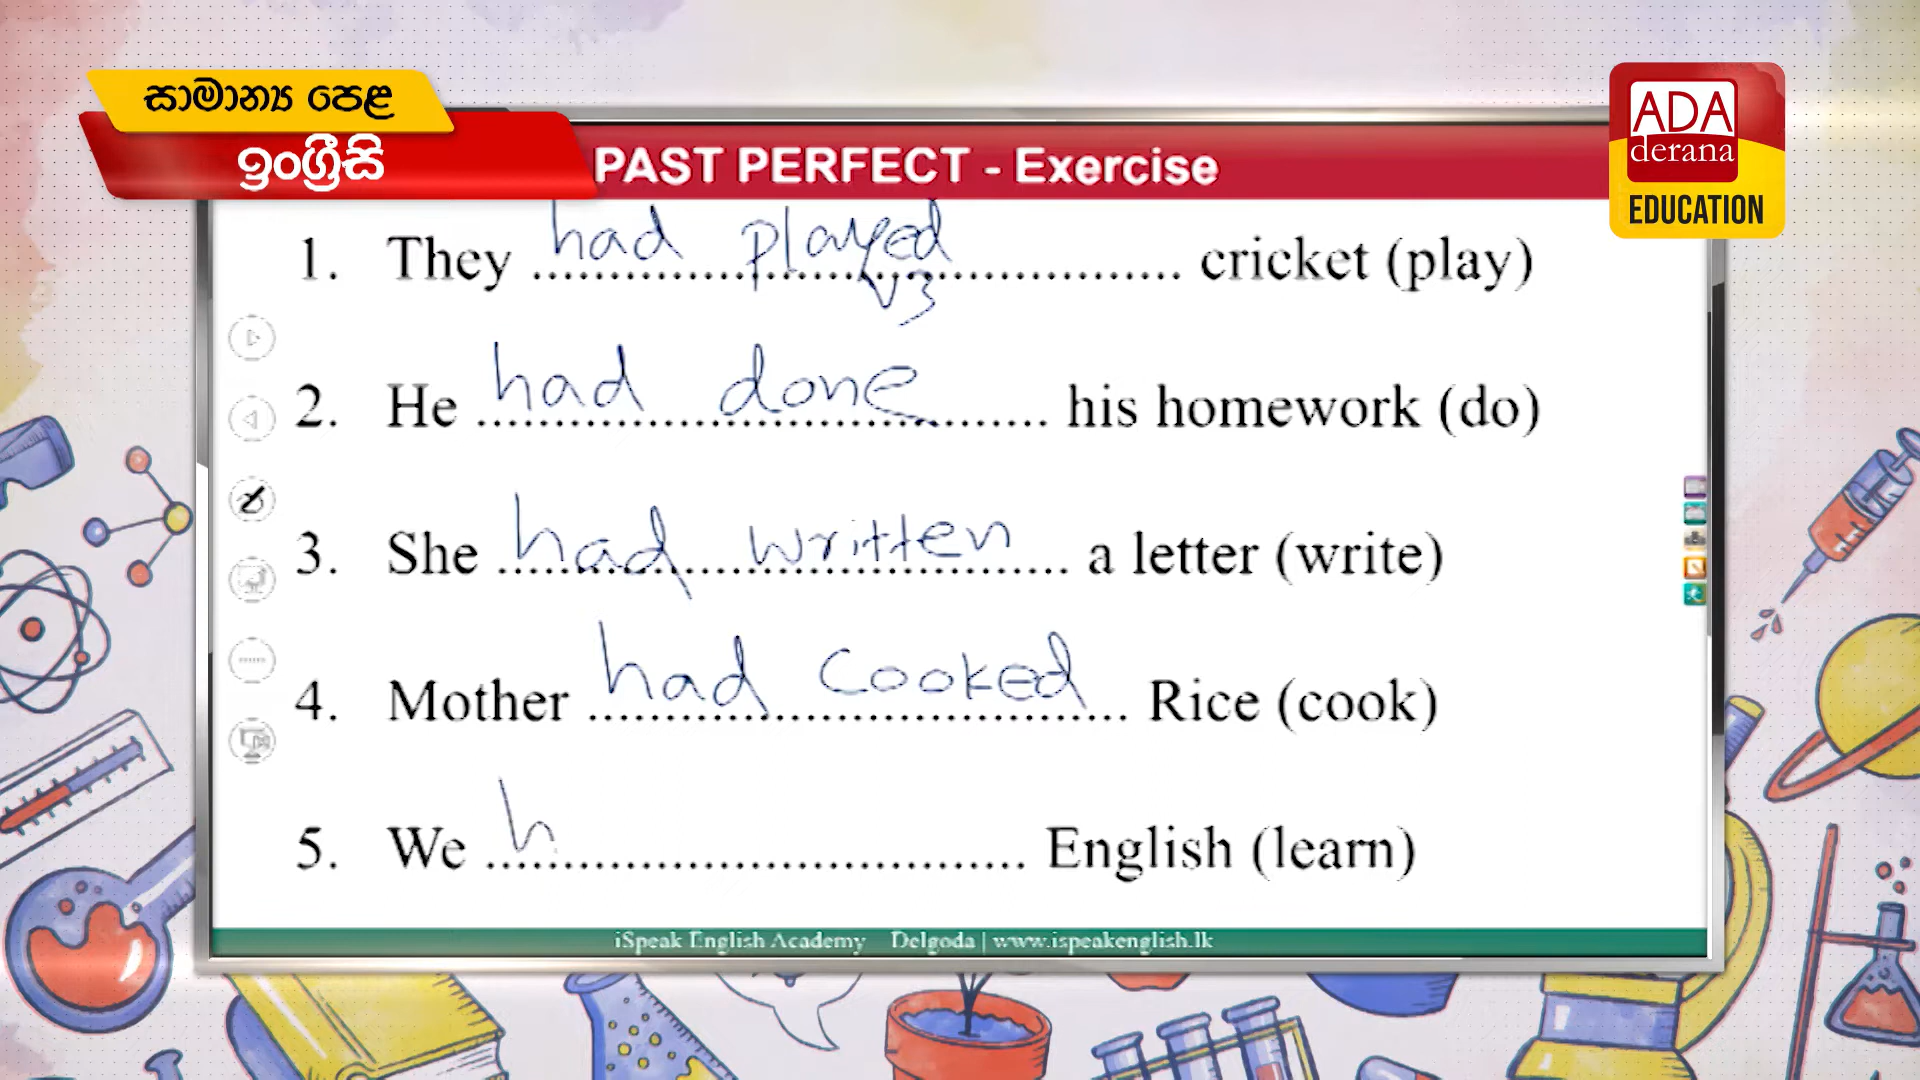 සාමාන්‍ය පෙළ
ඉංග්‍රීසි
PAST PERFECT - Exercise
ADA
derana
EDUCATION
1. They had played cricket (play)
v3
2. He had done his homework (do)
3. She had written a letter (write)
4. Mother had cooked Rice (cook)
5. We h English (learn)
iSpeak English Academy Delgoda | www.ispeakenglish.lk